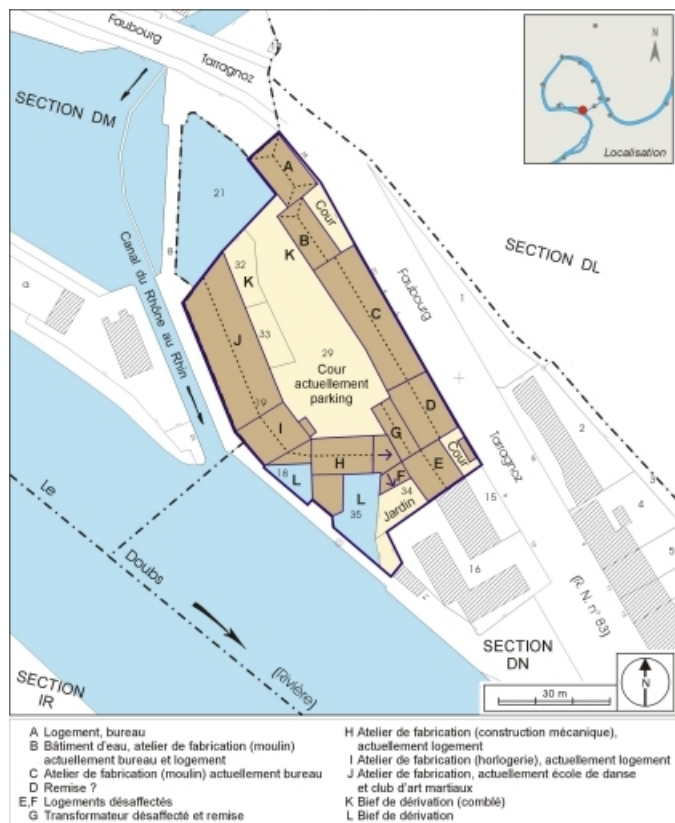 Faubourg
Tarragnoz
SECTION DM
N
Localisation
21
A
Cour
B
K
32
K
8
Canal du Rhône au Rhin
SECTION DL
Faubourg
1
C
J
33
29
Cour
actuellement
parking
19
I
G
D
H
E
Cour
F
18
L
L
35
34
Jardin
15
16
Tarragnoz
2
3
4
5
(R. N. n° 83)
Le
Doubs
(Rivière)
SECTION
DN
SECTION
IR
N
30 m
A Logement, bureau
B Bâtiment d'eau, atelier de fabrication (moulin)
actuellement bureau et logement
C Atelier de fabrication (moulin) actuellement bureau
D Remise ?
E,F Logements désaffectés
G Transformateur désaffecté et remise
H Atelier de fabrication (construction mécanique),
actuellement logement
I Atelier de fabrication (horlogerie), actuellement logement
J Atelier de fabrication, actuellement école de danse
et club d'art martiaux
K Bief de dérivation (comblé)
L Bief de dérivation